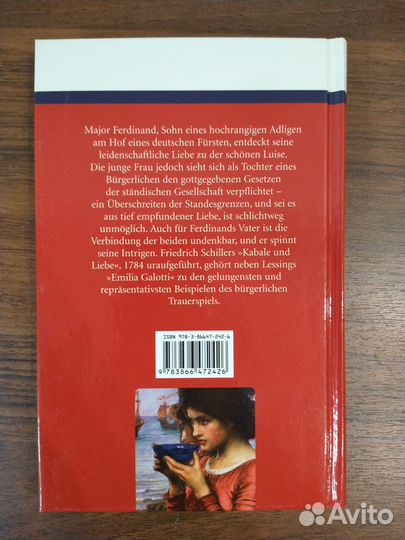 Major Ferdinand, Sohn eines hochrangigen Adligen
am Hof eines deutschen Fürsten, entdeckt seine
leidenschaftliche Liebe zu der schönen Luise.
Die junge Frau jedoch sieht sich als Tochter eines
Bürgerlichen den gottgegebenen Gesetzen
der ständischen Gesellschaft verpflichtet –
ein Überschreiten der Standesgrenzen, und sei es
aus tief empfundener Liebe, ist schlichtweg
unmöglich. Auch für Ferdinands Vater ist die
Verbindung der beiden undenkbar, und er spinnt
seine Intrigen. Friedrich Schillers »Kabale und
Liebe«, 1784 uraufgeführt, gehört neben Lessings
»Emilia Galotti« zu den gelungensten und
repräsentativsten Beispielen des bürgerlichen
Trauerspiels.
ISBN 978-3-86647-242-6
9 783866 472426
Avito